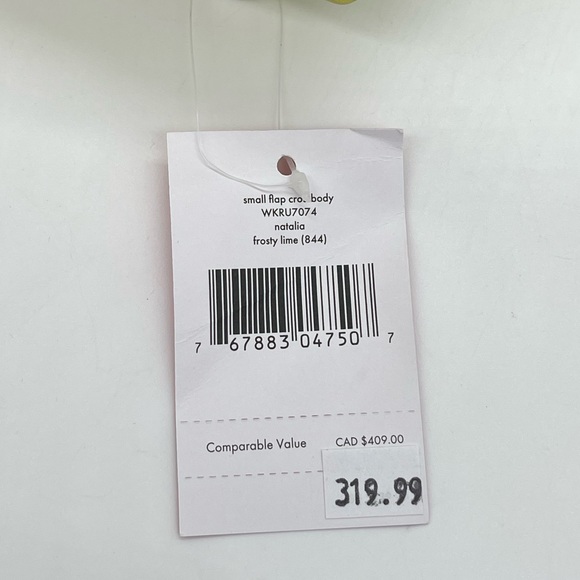 small flap body
WKRU7074
natalia
frosty lime (844)
7 67883 04750 7
Comparable Value CAD $409.00
319.99